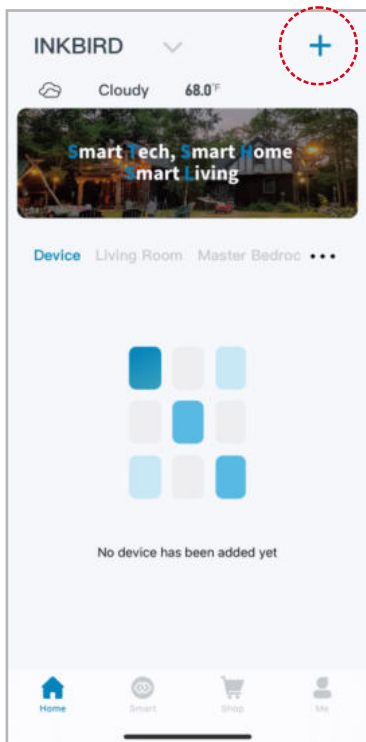 INKBIRD
Cloudy 68.0°F
Smart Tech, Smart Home
Smart Living
Device Living Room Master Bedroc
No device has been added yet
Home Smart Shop Me